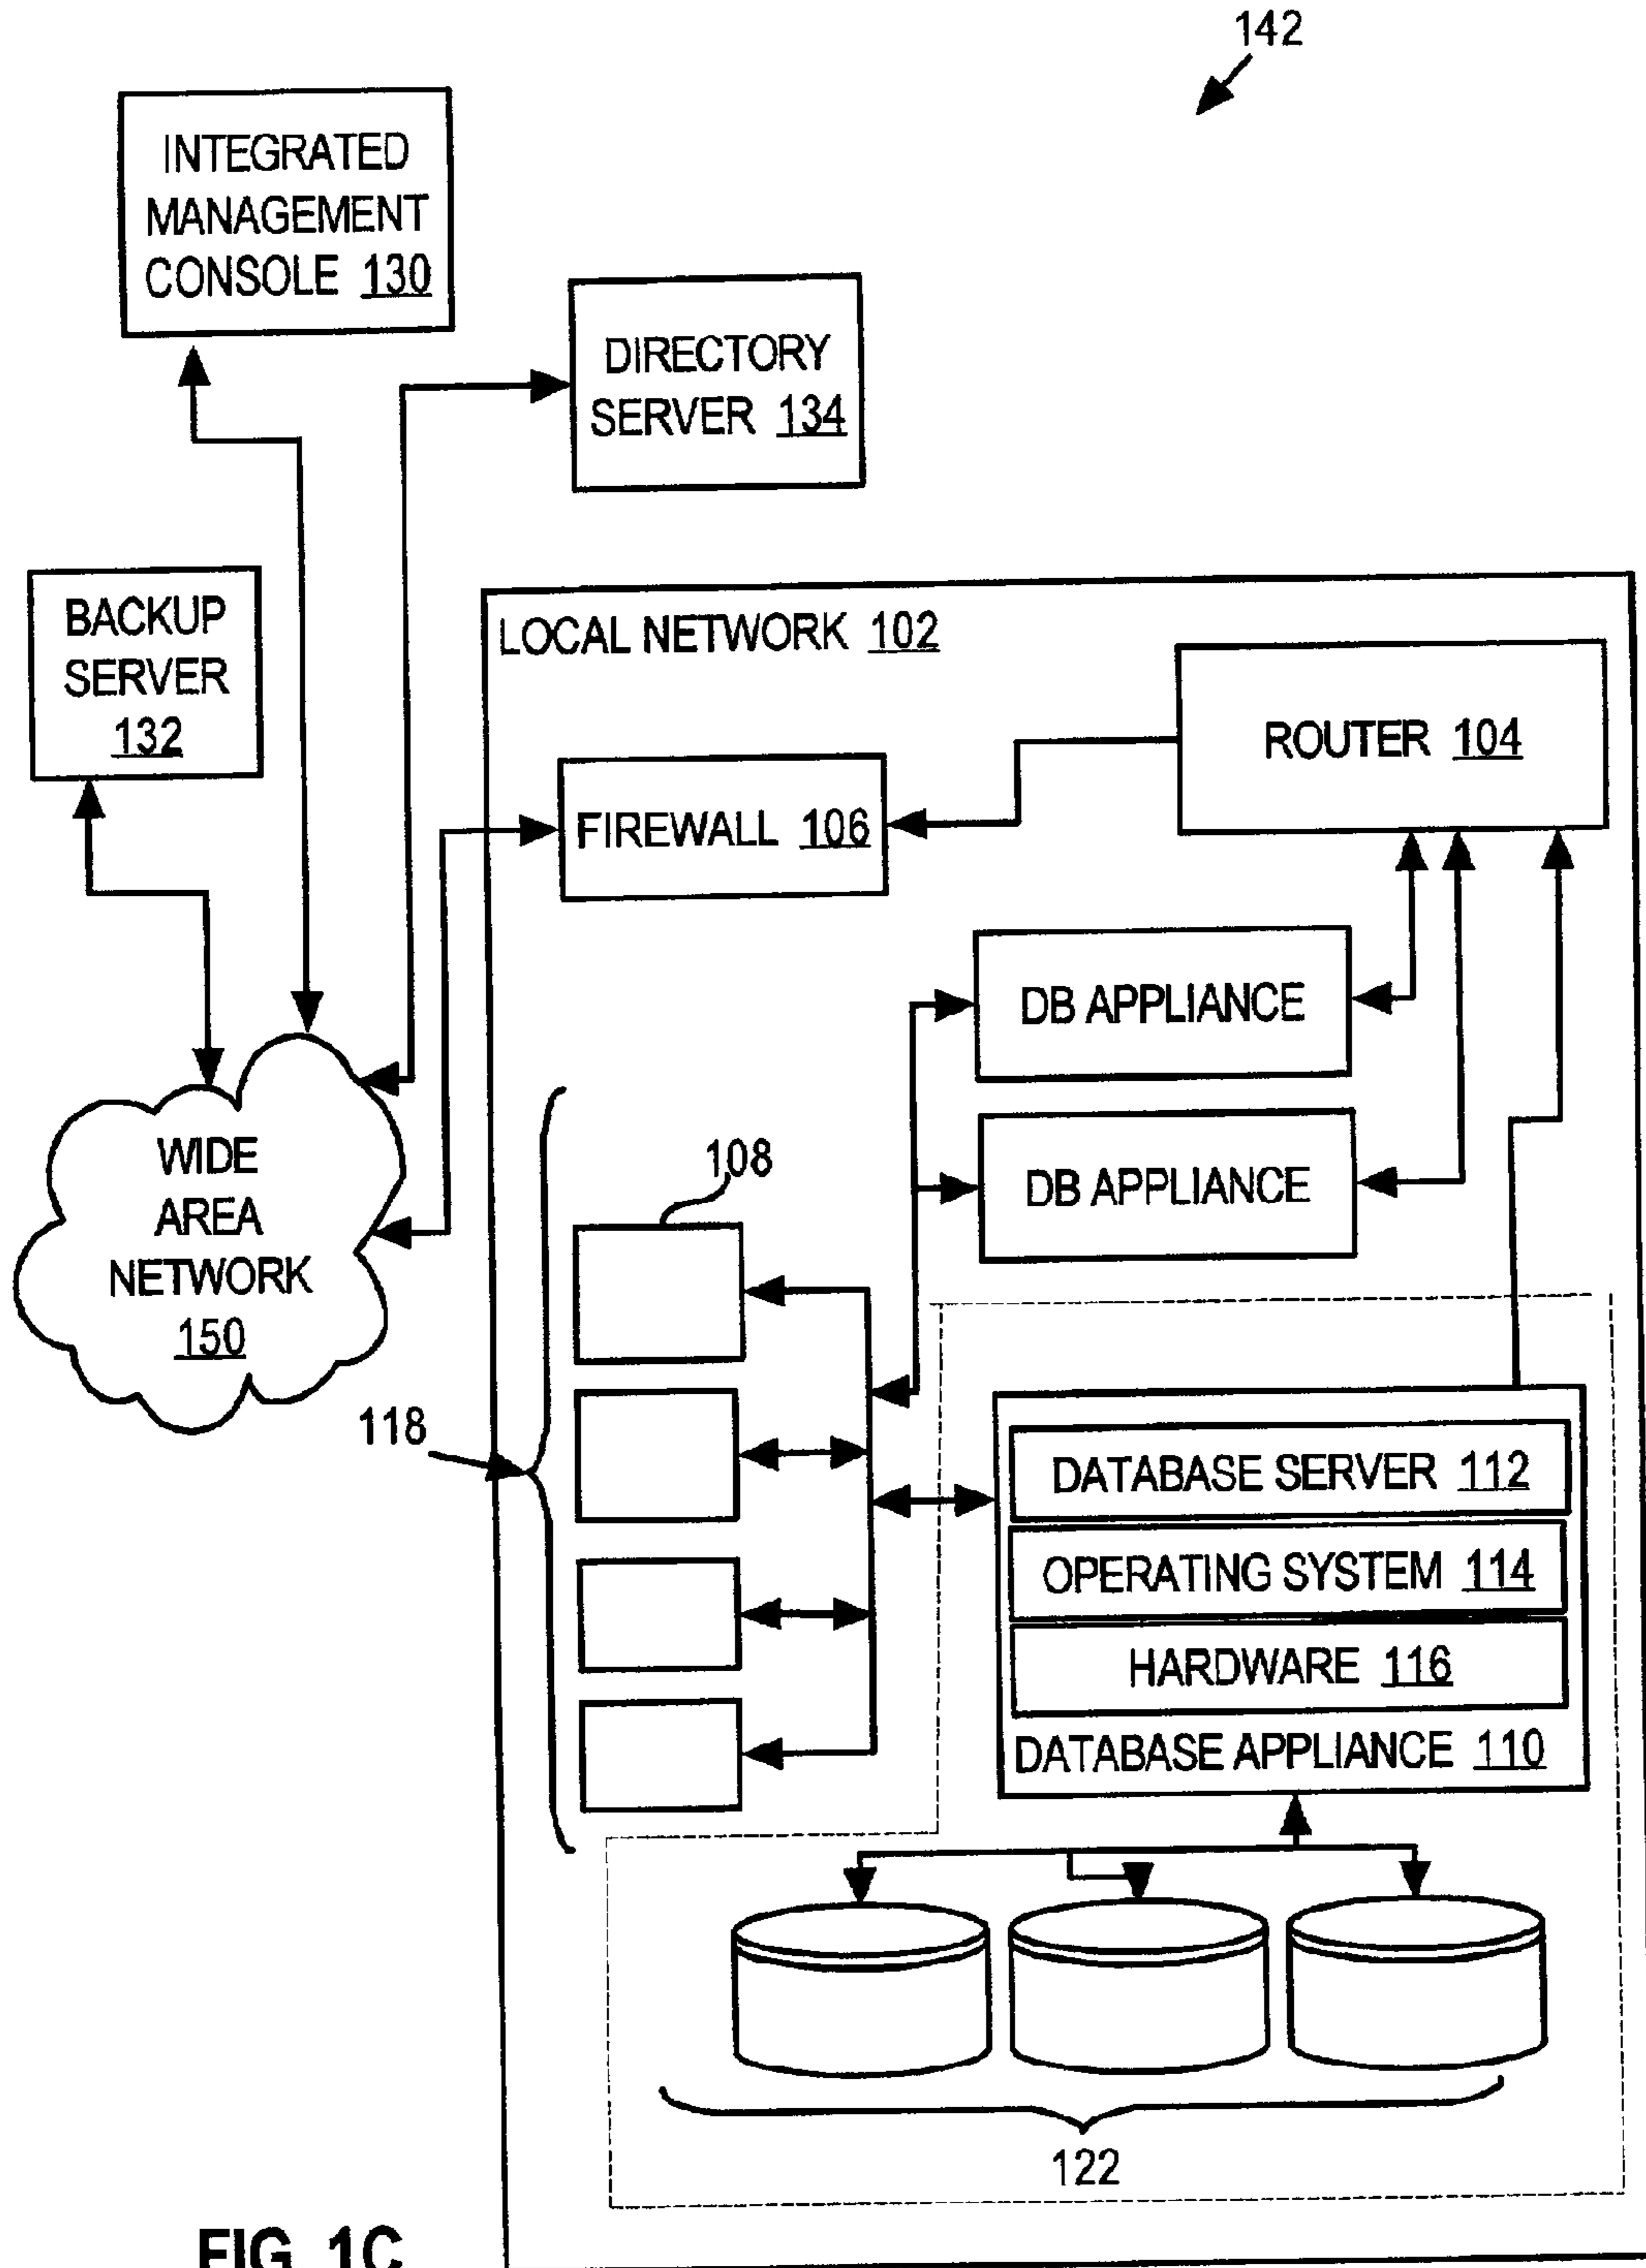 142
INTEGRATED
MANAGEMENT
CONSOLE 130
DIRECTORY
SERVER 134
BACKUP
SERVER
132
LOCAL NETWORK 102
ROUTER 104
FIREWALL 106
DB APPLIANCE
DB APPLIANCE
WIDE
AREA
NETWORK
150
108
118
DATABASE SERVER 112
OPERATING SYSTEM 114
HARDWARE 116
DATABASE APPLIANCE 110
122
FIG. 1C